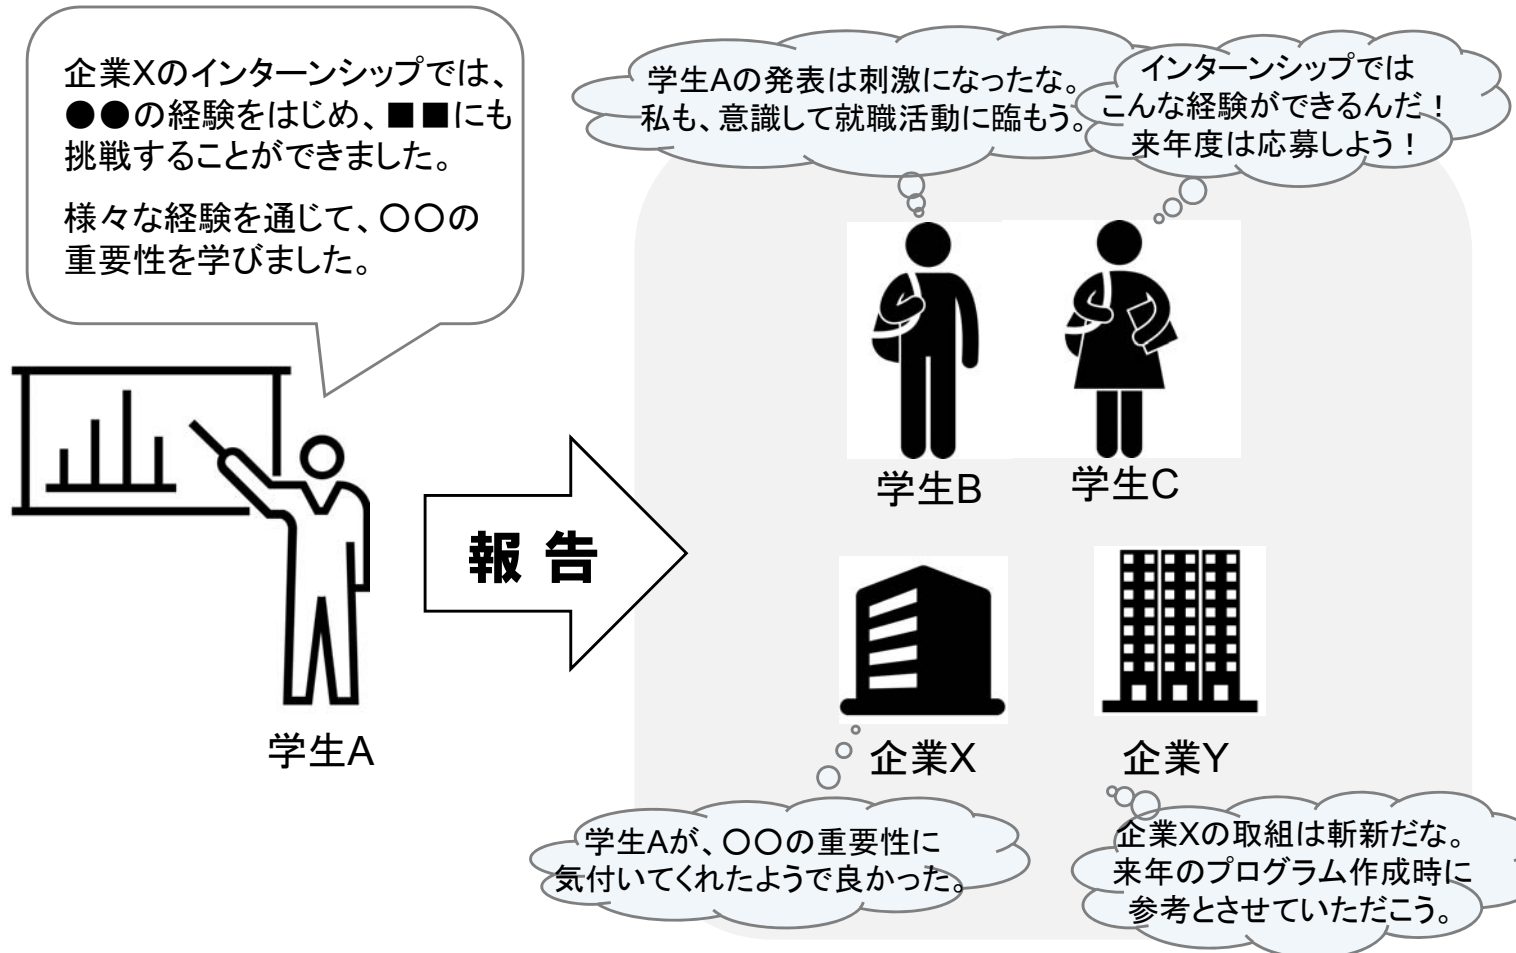 企業Xのインターンシップでは、
●●の経験をはじめ、■■にも
挑戦することができました。
様々な経験を通じて、〇〇の
重要性を学びました。
学生A
報 告
学生Aの発表は刺激になったな。
私も、意識して就職活動に臨もう。
インターンシップでは
こんな経験ができるんだ！
来年度は応募しよう！
学生B
学生C
企業X
企業Y
学生Aが、〇〇の重要性に
気付いてくれたようで良かった。
企業Xの取組は斬新だな。
来年のプログラム作成時に
参考とさせていただこう。